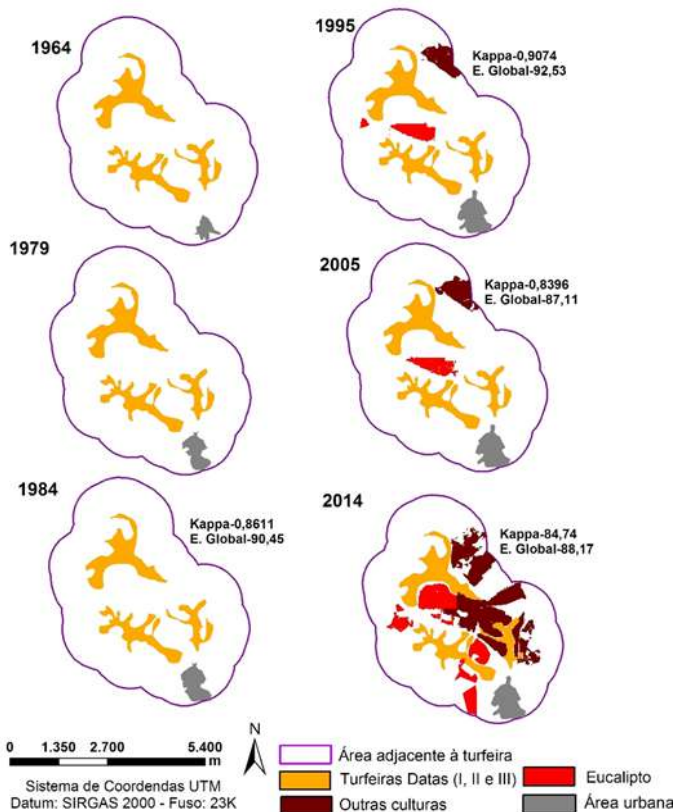 1964
1995
Kappa-0,9074
E. Global-92,53
1979
2005
Kappa-0,8396
E. Global-87,11
1984
Kappa-0,8611
E. Global-90,45
2014
Kappa-84,74
E. Global-88,17
N
0 1.350 2.700 5.400
m
Sistema de Coordendas UTM
Datum: SIRGAS 2000 - Fuso: 23K
Área adjacente à turfeira
Turfeiras Datas (I, II e III)
Eucalipto
Outras culturas
Área urbana